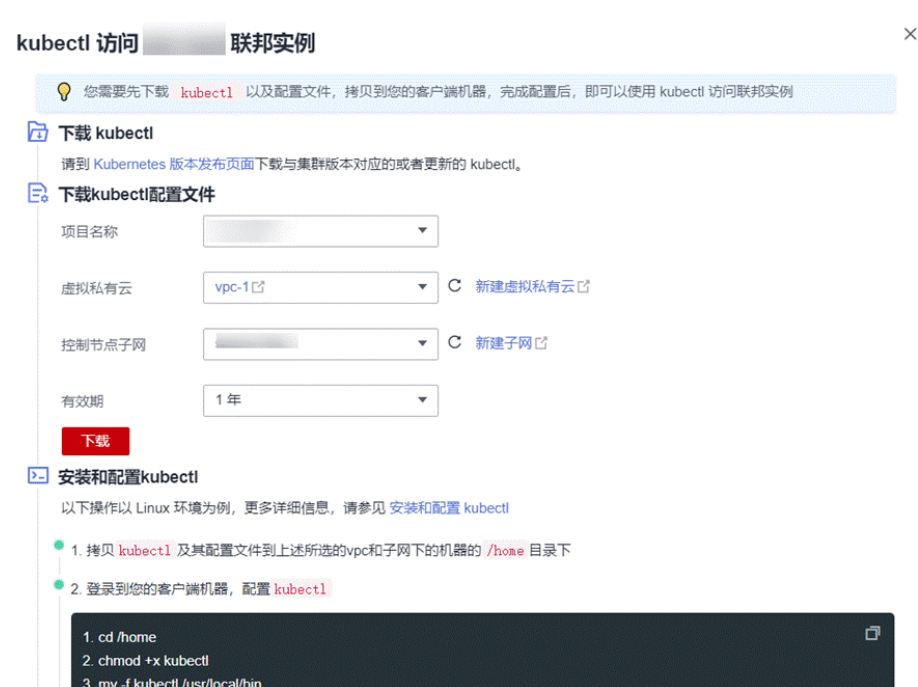 kubectl 访问 联邦实例
您需要先下载 kubectl 以及配置文件，拷贝到您的客户端机器，完成配置后，即可以使用 kubectl 访问联邦实例
下载 kubectl
请到 Kubernetes 版本发布页面下载与集群版本对应的或者更新的 kubectl。
下载kubectl配置文件
项目名称
虚拟私有云 vpc-1 新建虚拟私有云
控制节点子网 新建子网
有效期 1 年
下载
安装和配置kubectl
以下操作以 Linux 环境为例，更多详细信息，请参见 安装和配置 kubectl
1. 拷贝 kubectl 及其配置文件到上述所选的vpc和子网下的机器的 /home 目录下
2. 登录到您的客户端机器，配置 kubectl
1. cd /home
2. chmod +x kubectl
3. mv -f kubectl /usr/local/bin